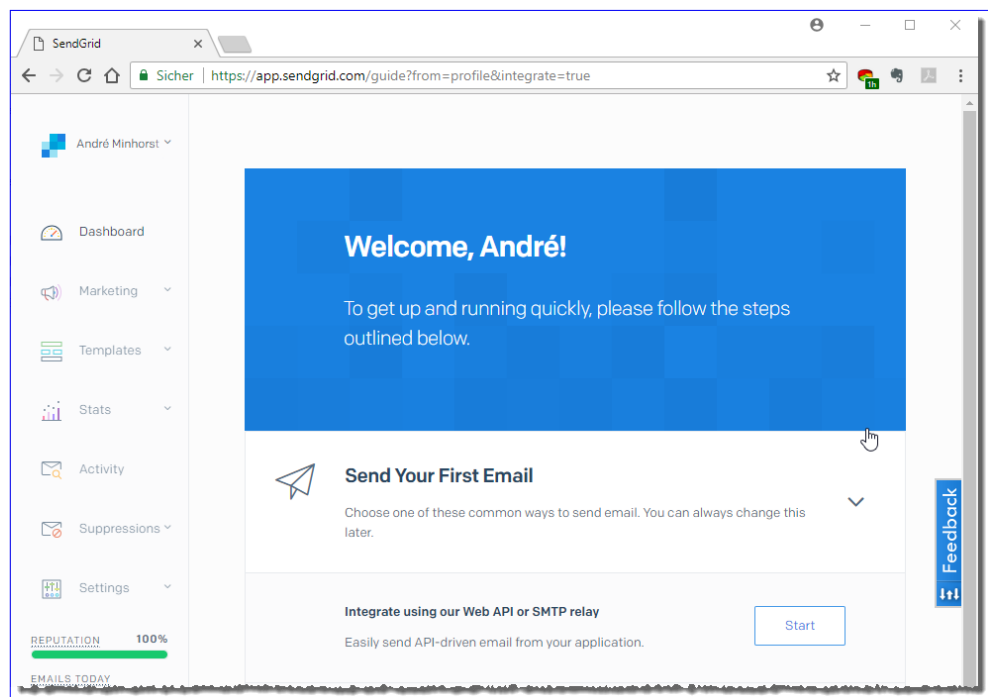 SendGrid
Sicher | https://app.sendgrid.com/guide?from=profile&integrate=true
1h
André Minhorst
Dashboard
Marketing
Templates
Stats
Activity
Suppressions
Settings
REPUTATION 100%
EMAILS TODAY
Welcome, André!
To get up and running quickly, please follow the steps
outlined below.
Send Your First Email
Choose one of these common ways to send email. You can always change this
later.
Integrate using our Web API or SMTP relay
Easily send API-driven email from your application.
Start
Feedback